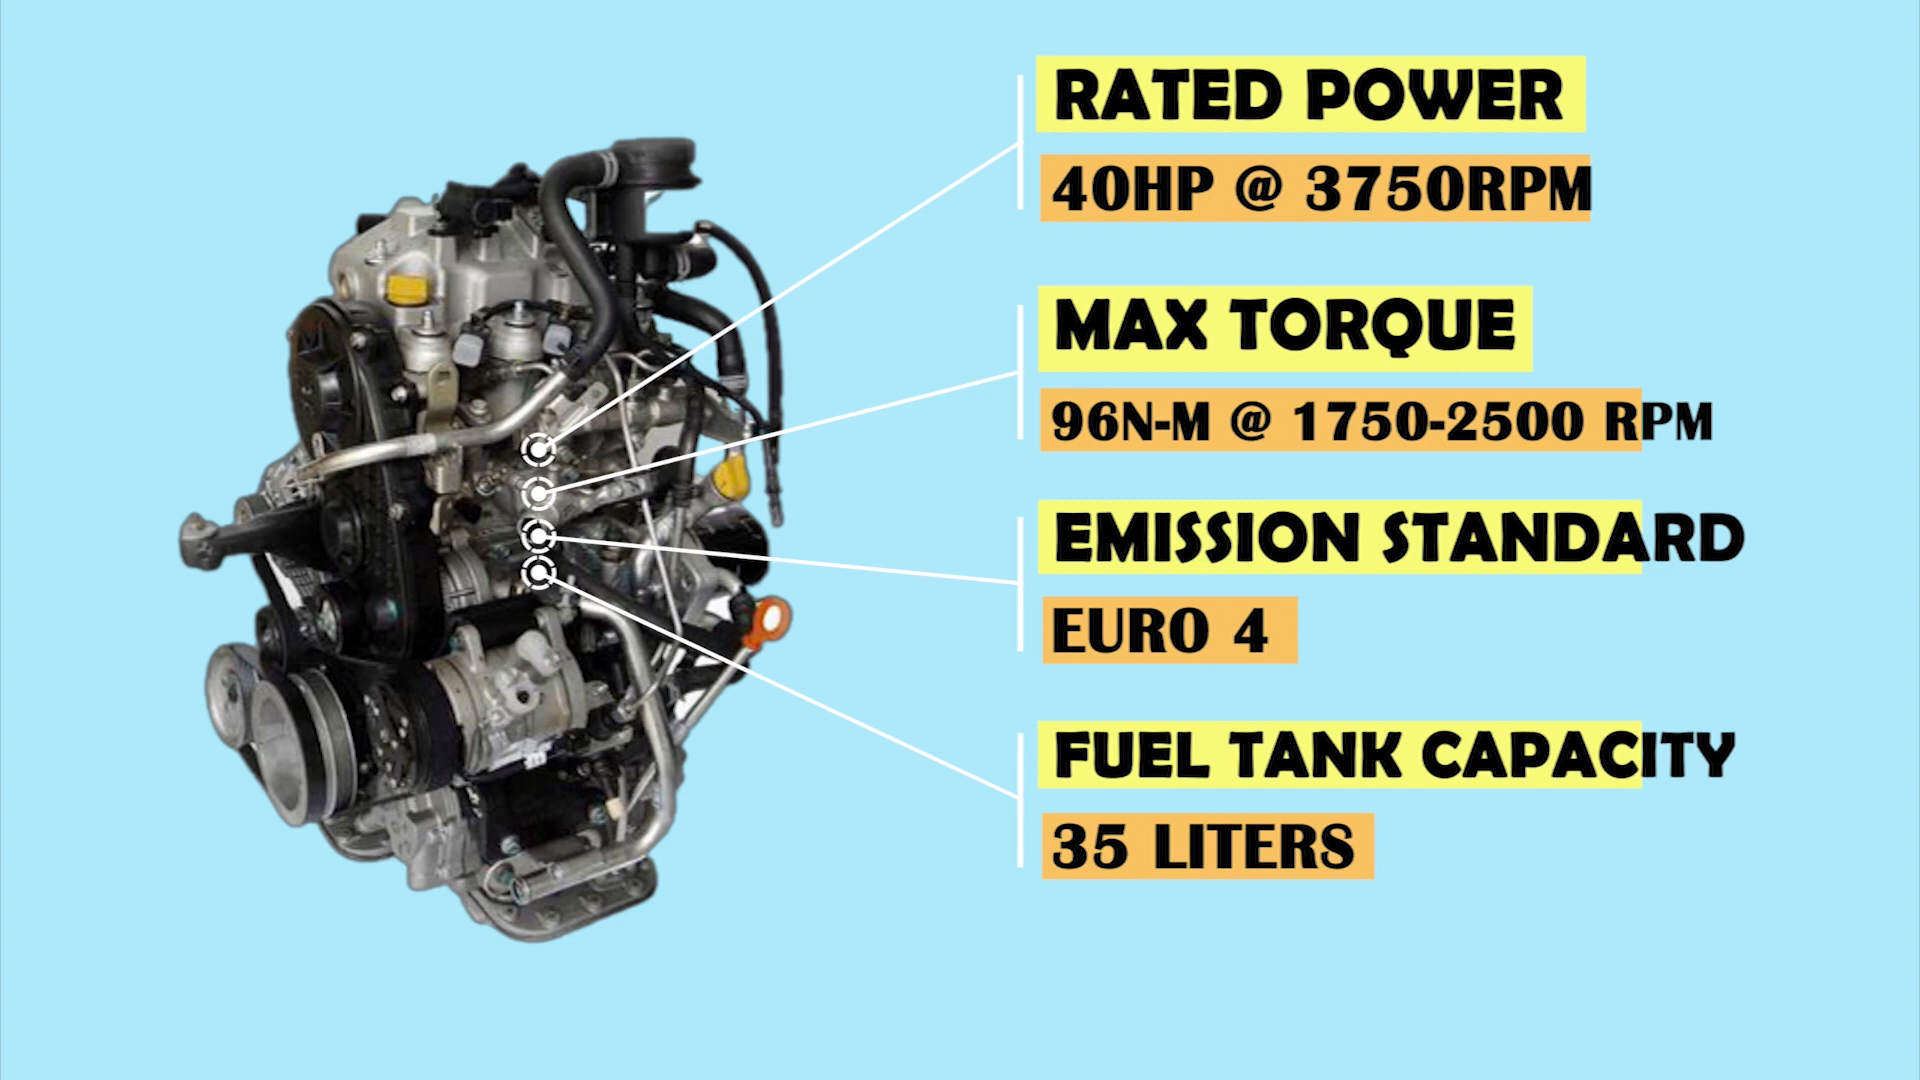 RATED POWER
40HP @ 3750RPM
MAX TORQUE
96N-M @ 1750-2500 RPM
EMISSION STANDARD
EURO 4
FUEL TANK CAPACITY
35 LITERS